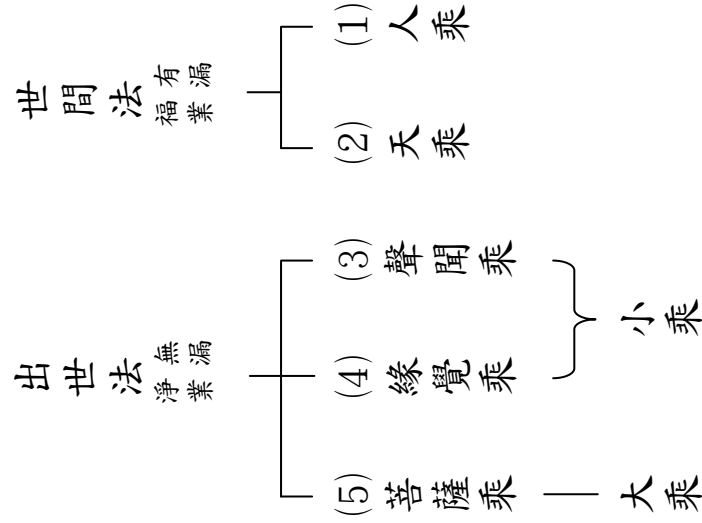 世間法
有漏
福業
(1)人乘
(2)天乘
出世法
無漏
淨業
(3)聲聞乘
(4)緣覺乘
小乘
(5)菩薩乘
大乘